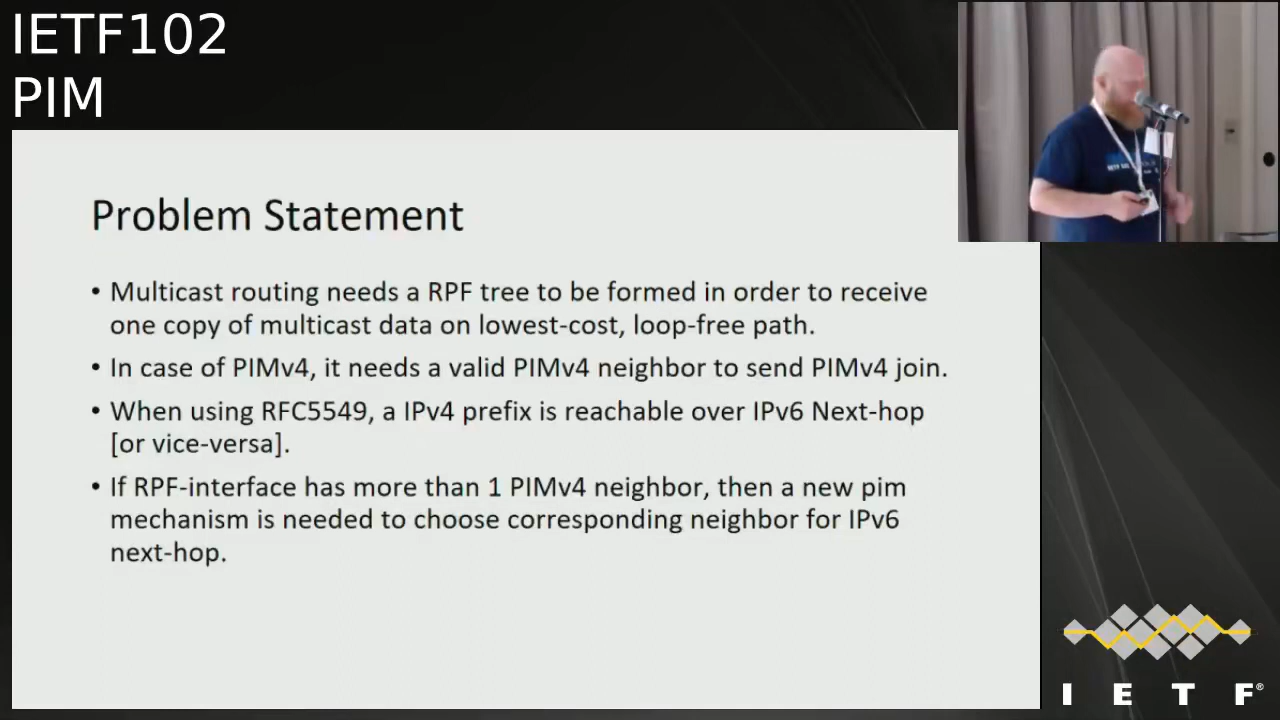 IETF102
PIM
Problem Statement
• Multicast routing needs a RPF tree to be formed in order to receive
one copy of multicast data on lowest-cost, loop-free path.
• In case of PIMv4, it needs a valid PIMv4 neighbor to send PIMv4 join.
• When using RFC5549, a IPv4 prefix is reachable over IPv6 Next-hop
[or vice-versa].
• If RPF-interface has more than 1 PIMv4 neighbor, then a new pim
mechanism is needed to choose corresponding neighbor for IPv6
next-hop.
I E T F®